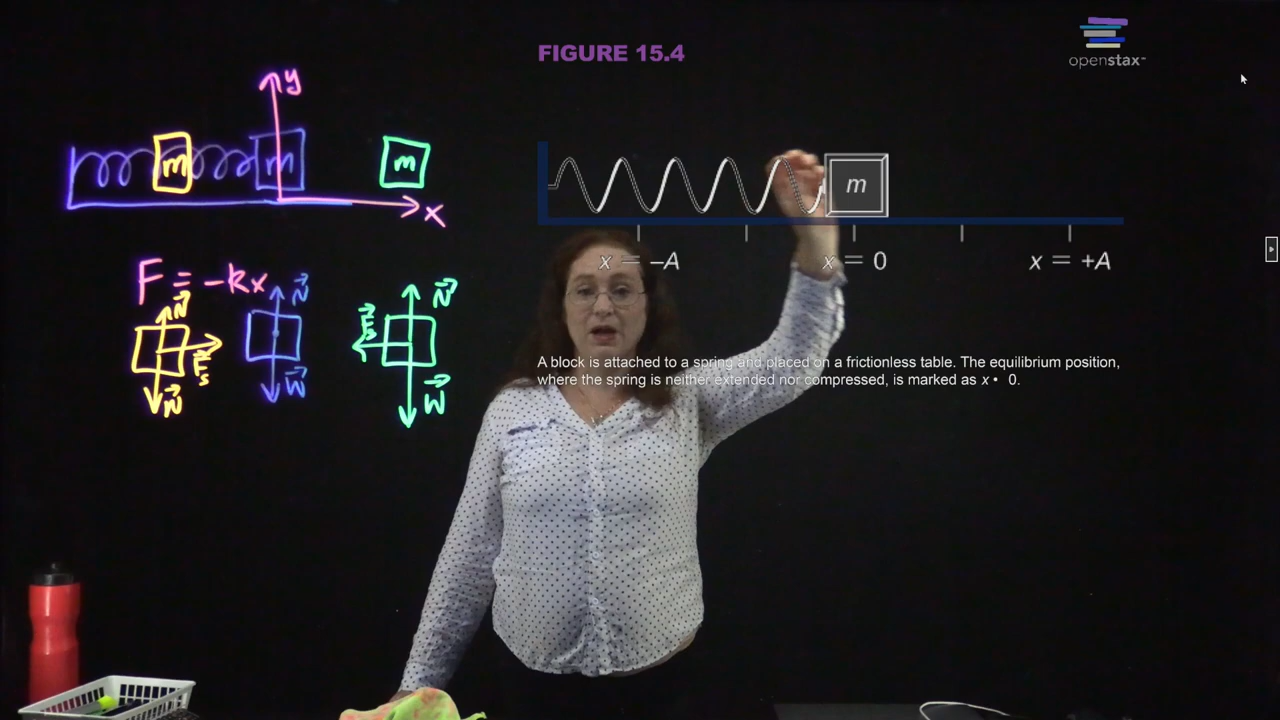 FIGURE 15.4
openstax™
y
m
m
m
m
x
x = –A
x = 0
x = +A
F = -kx
N
N
N
Fs
Fs
N
W
W
A block is attached to a spring and placed on a frictionless table. The equilibrium position,
where the spring is neither extended nor compressed, is marked as x • 0.